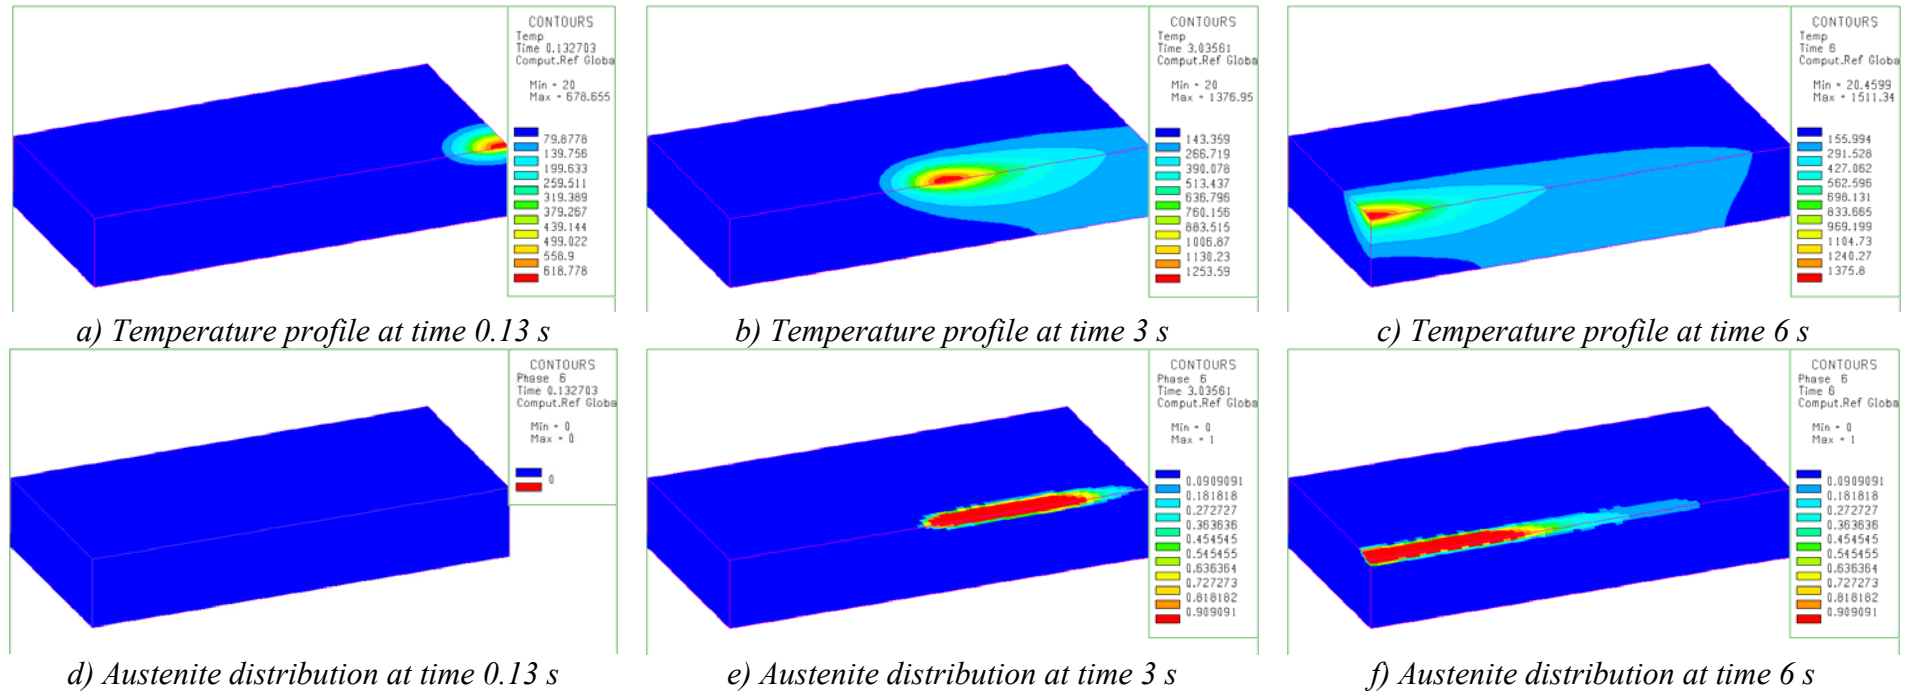 CONTOURS
Temp
Time 0.132703
Comput.Ref Globa
Min = 20
Max = 678.655
79.8778
139.756
199.633
259.511
319.389
379.267
439.144
499.022
558.9
618.778
CONTOURS
Temp
Time 3.03561
Comput.Ref Globa
Min = 20
Max = 1376.95
143.359
266.719
390.078
513.437
636.796
760.156
883.515
1006.87
1130.23
1253.59
CONTOURS
Temp
Time 6
Comput.Ref Globa
Min = 20.4599
Max = 1511.34
155.994
291.528
427.062
562.596
698.131
833.665
969.199
1104.73
1240.27
1375.8
a) Temperature profile at time 0.13 s
b) Temperature profile at time 3 s
c) Temperature profile at time 6 s
CONTOURS
Phase 6
Time 0.132703
Comput.Ref Globa
Min = 0
Max = 0
0
CONTOURS
Phase 6
Time 3.03561
Comput.Ref Globa
Min = 0
Max = 1
0.0909091
0.181818
0.272727
0.363636
0.454545
0.545455
0.636364
0.727273
0.818182
0.909091
CONTOURS
Phase 6
Time 6
Comput.Ref Globa
Min = 0
Max = 1
0.0909091
0.181818
0.272727
0.363636
0.454545
0.545455
0.636364
0.727273
0.818182
0.909091
d) Austenite distribution at time 0.13 s
e) Austenite distribution at time 3 s
f) Austenite distribution at time 6 s